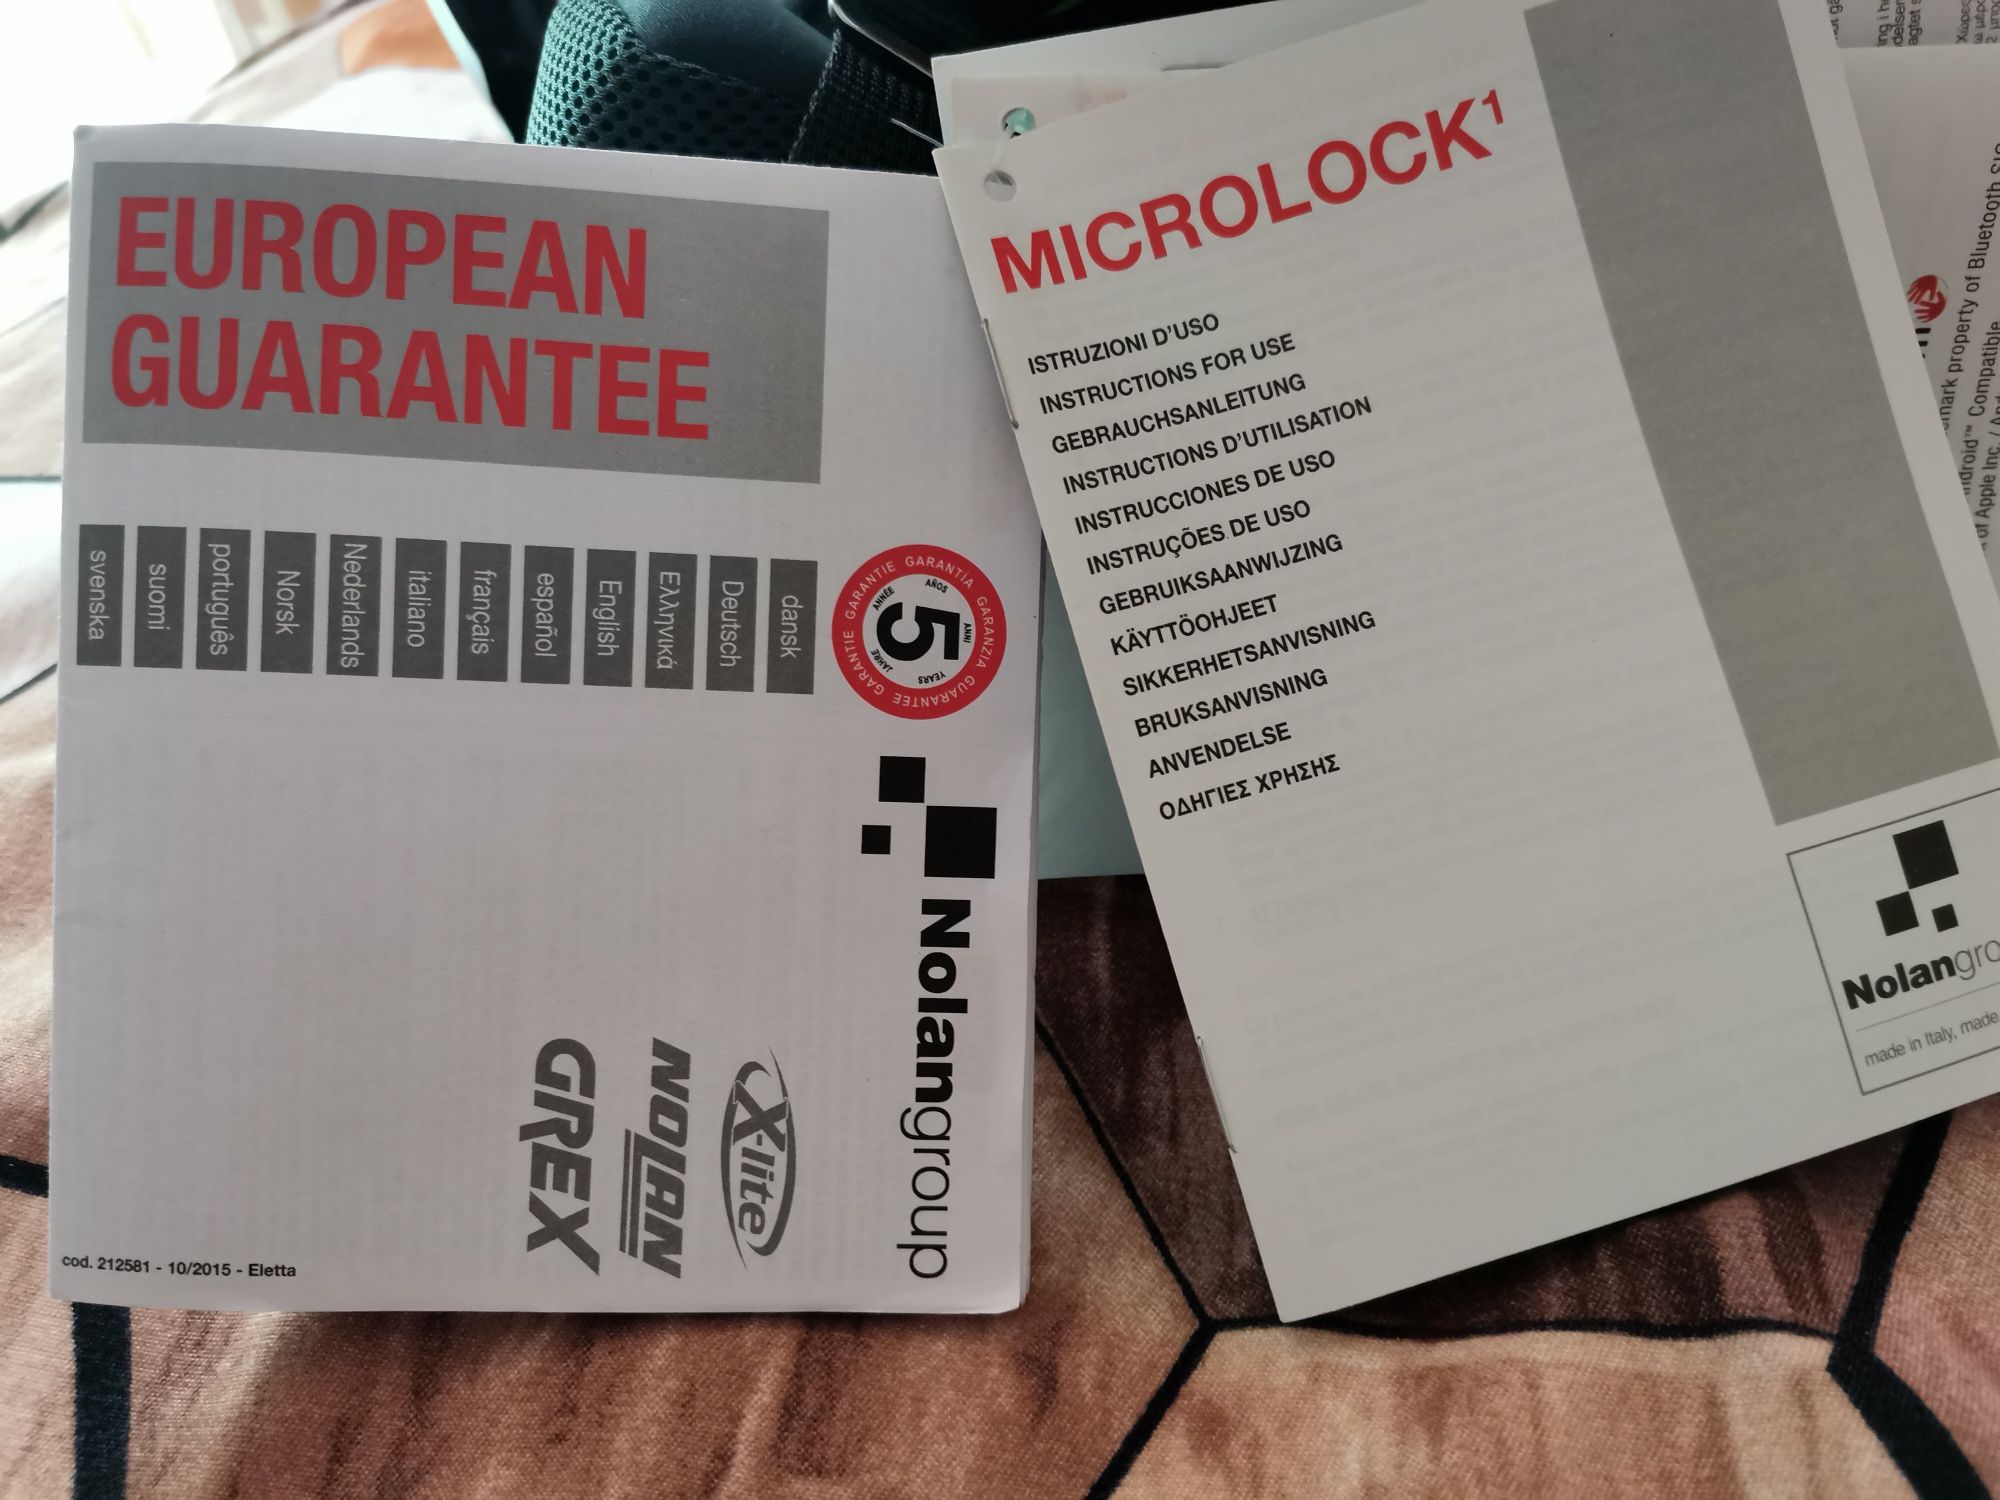 EUROPEAN
GUARANTEE
dansk
Deutsch
Ελληνικά
English
español
français
italiano
Nederlands
Norsk
português
suomi
svenska
GARANTIE GARANTÍA GARANZIA GUARANTEE GARANTIE
AÑOS
ANNI
YEARS
JAHRE
ANNÉE
5
Nolangroup
X-lite
NOLAN
GREX
cod. 212581 - 10/2015 - Eletta
MICROLOCK¹
ISTRUZIONI D'USO
INSTRUCTIONS FOR USE
GEBRAUCHSANLEITUNG
INSTRUCTIONS D'UTILISATION
INSTRUCCIONES DE USO
INSTRUÇÕES DE USO
GEBRUIKSAANWIJZING
KÄYTTÖOHJEET
SIKKERHETSANVISNING
BRUKSANVISNING
ANVENDELSE
ΟΔΗΓΙΕΣ ΧΡΗΣΗΣ
Nolangro
made in Italy, made
mark property of Bluetooth SIG
Android™ Compatible
of Apple Inc. /